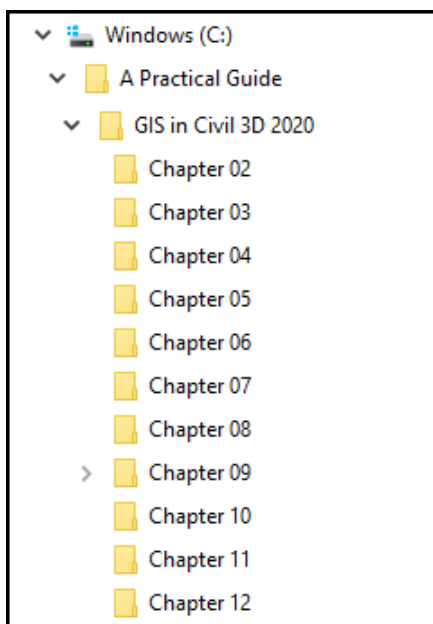 Windows (C:)
A Practical Guide
GIS in Civil 3D 2020
Chapter 02
Chapter 03
Chapter 04
Chapter 05
Chapter 06
Chapter 07
Chapter 08
Chapter 09
Chapter 10
Chapter 11
Chapter 12